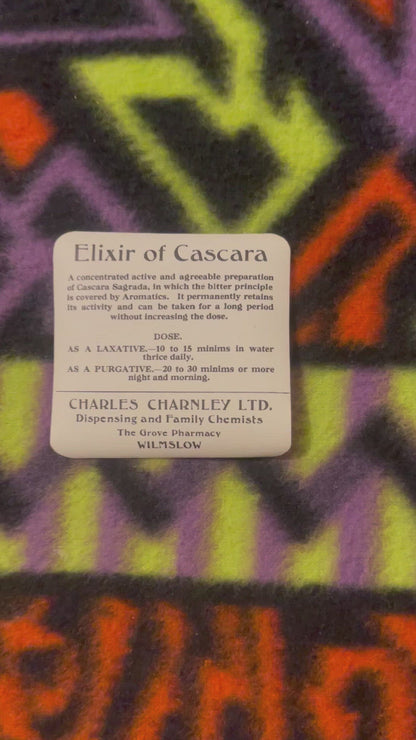 Elixir of Cascara
A concentrated active and agreeable preparation
of Cascara Sagrada, in which the bitter principle
is covered by Aromatics. It permanently retains
its activity and can be taken for a long period
without increasing the dose.
DOSE.
AS A LAXATIVE.—10 to 15 minims in water
thrice daily.
AS A PURGATIVE.—20 to 30 minims or more
night and morning.
CHARLES CHARNLEY LTD.
Dispensing and Family Chemists
The Grove Pharmacy
WILMSLOW